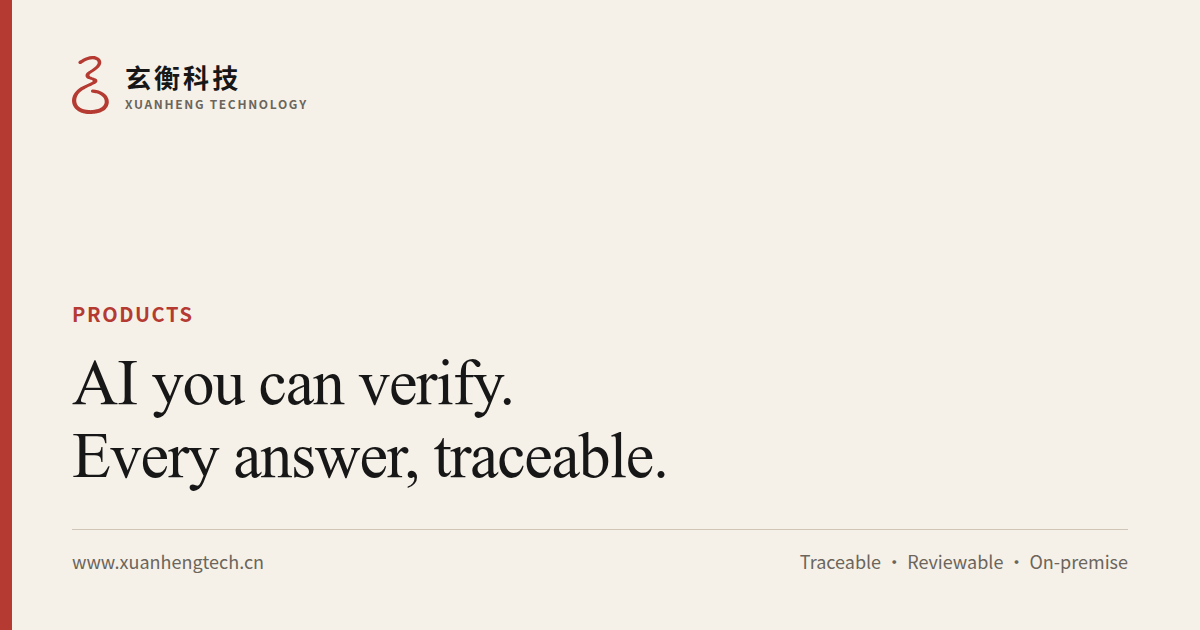 玄衡科技
XUANHENG TECHNOLOGY
PRODUCTS
AI you can verify.
Every answer, traceable.
www.xuanhengtech.cn
Traceable • Reviewable • On-premise